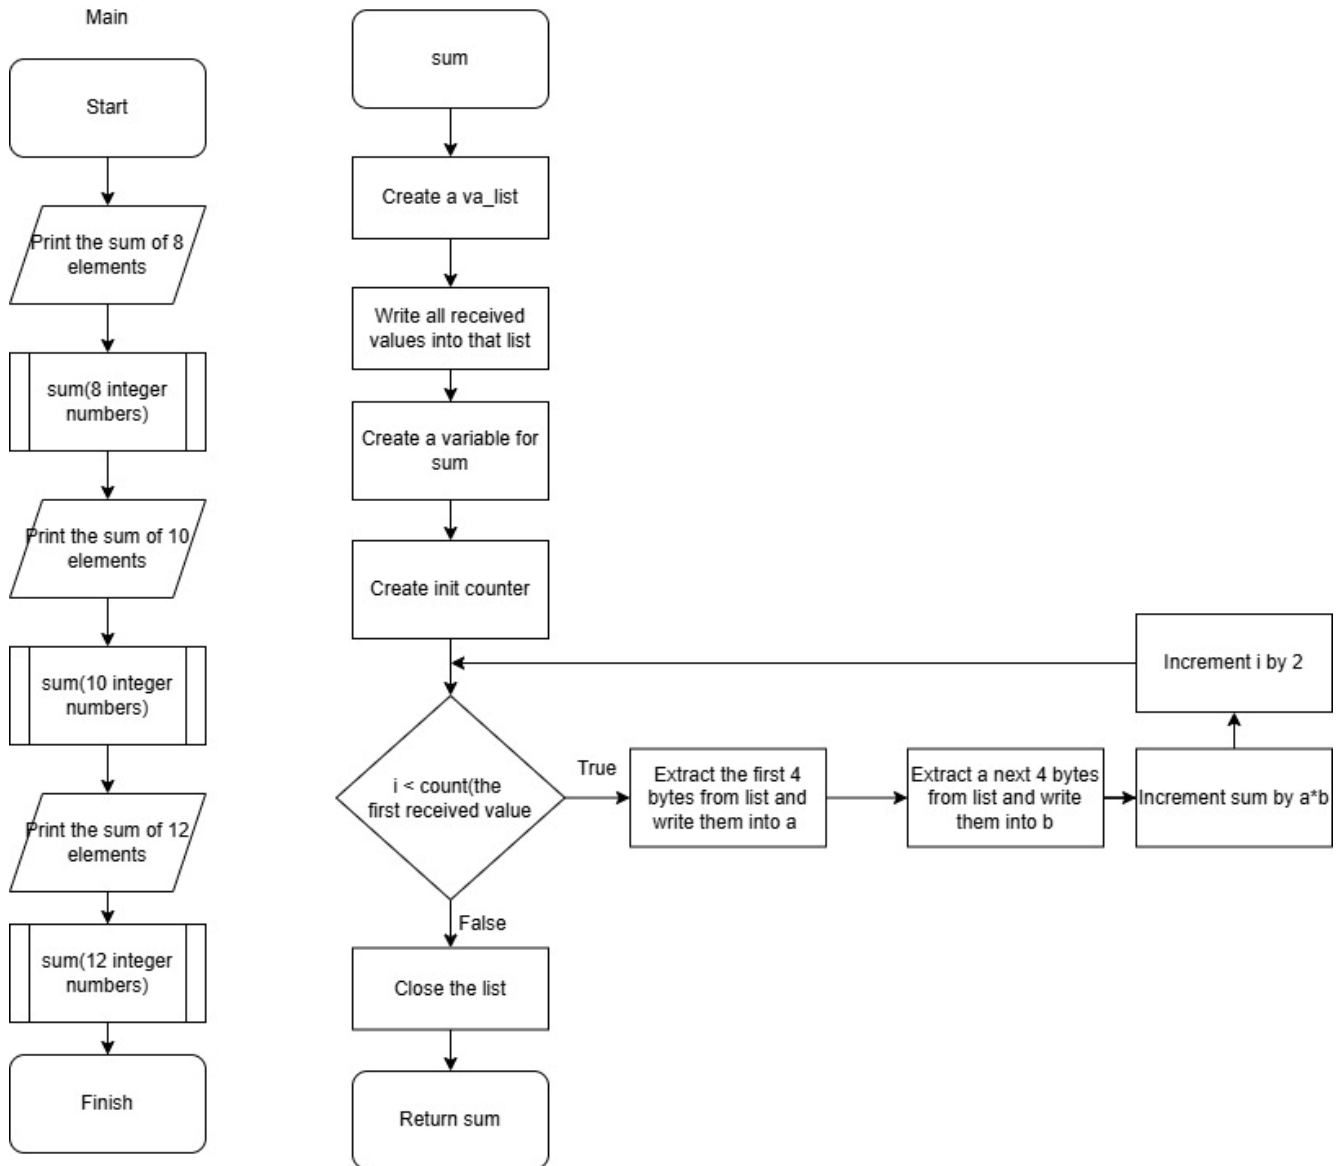 Main
Start
Print the sum of 8
elements
sum(8 integer
numbers)
Print the sum of 10
elements
sum(10 integer
numbers)
Print the sum of 12
elements
sum(12 integer
numbers)
Finish
sum
Create a va_list
Write all received
values into that list
Create a variable for
sum
Create init counter
i < count(the
first received value
True
Extract the first 4
bytes from list and
write them into a
Extract a next 4 bytes
from list and write
them into b
Increment sum by a*b
Increment i by 2
False
Close the list
Return sum